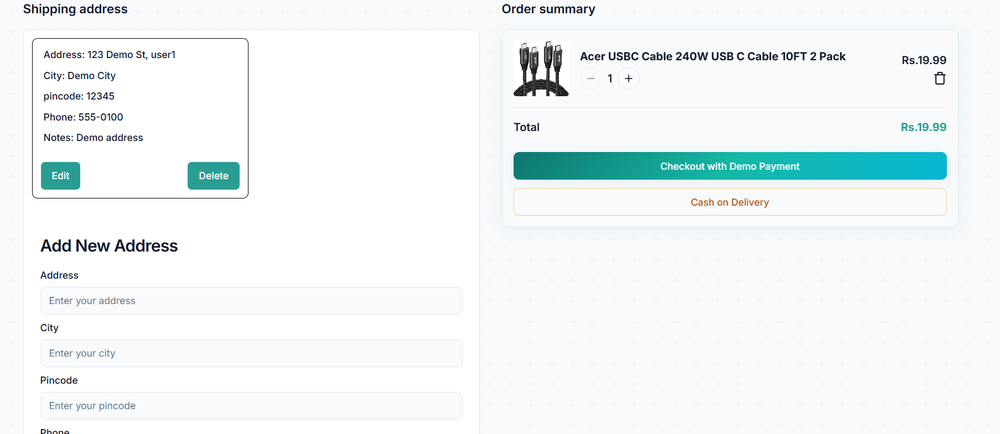 Shipping address
Address: 123 Demo St, user1
City: Demo City
pincode: 12345
Phone: 555-0100
Notes: Demo address
Edit
Delete
Add New Address
Address
Enter your address
City
Enter your city
Pincode
Enter your pincode
Phone
Order summary
Acer USBC Cable 240W USB C Cable 10FT 2 Pack
Rs.19.99
1
Total
Rs.19.99
Checkout with Demo Payment
Cash on Delivery